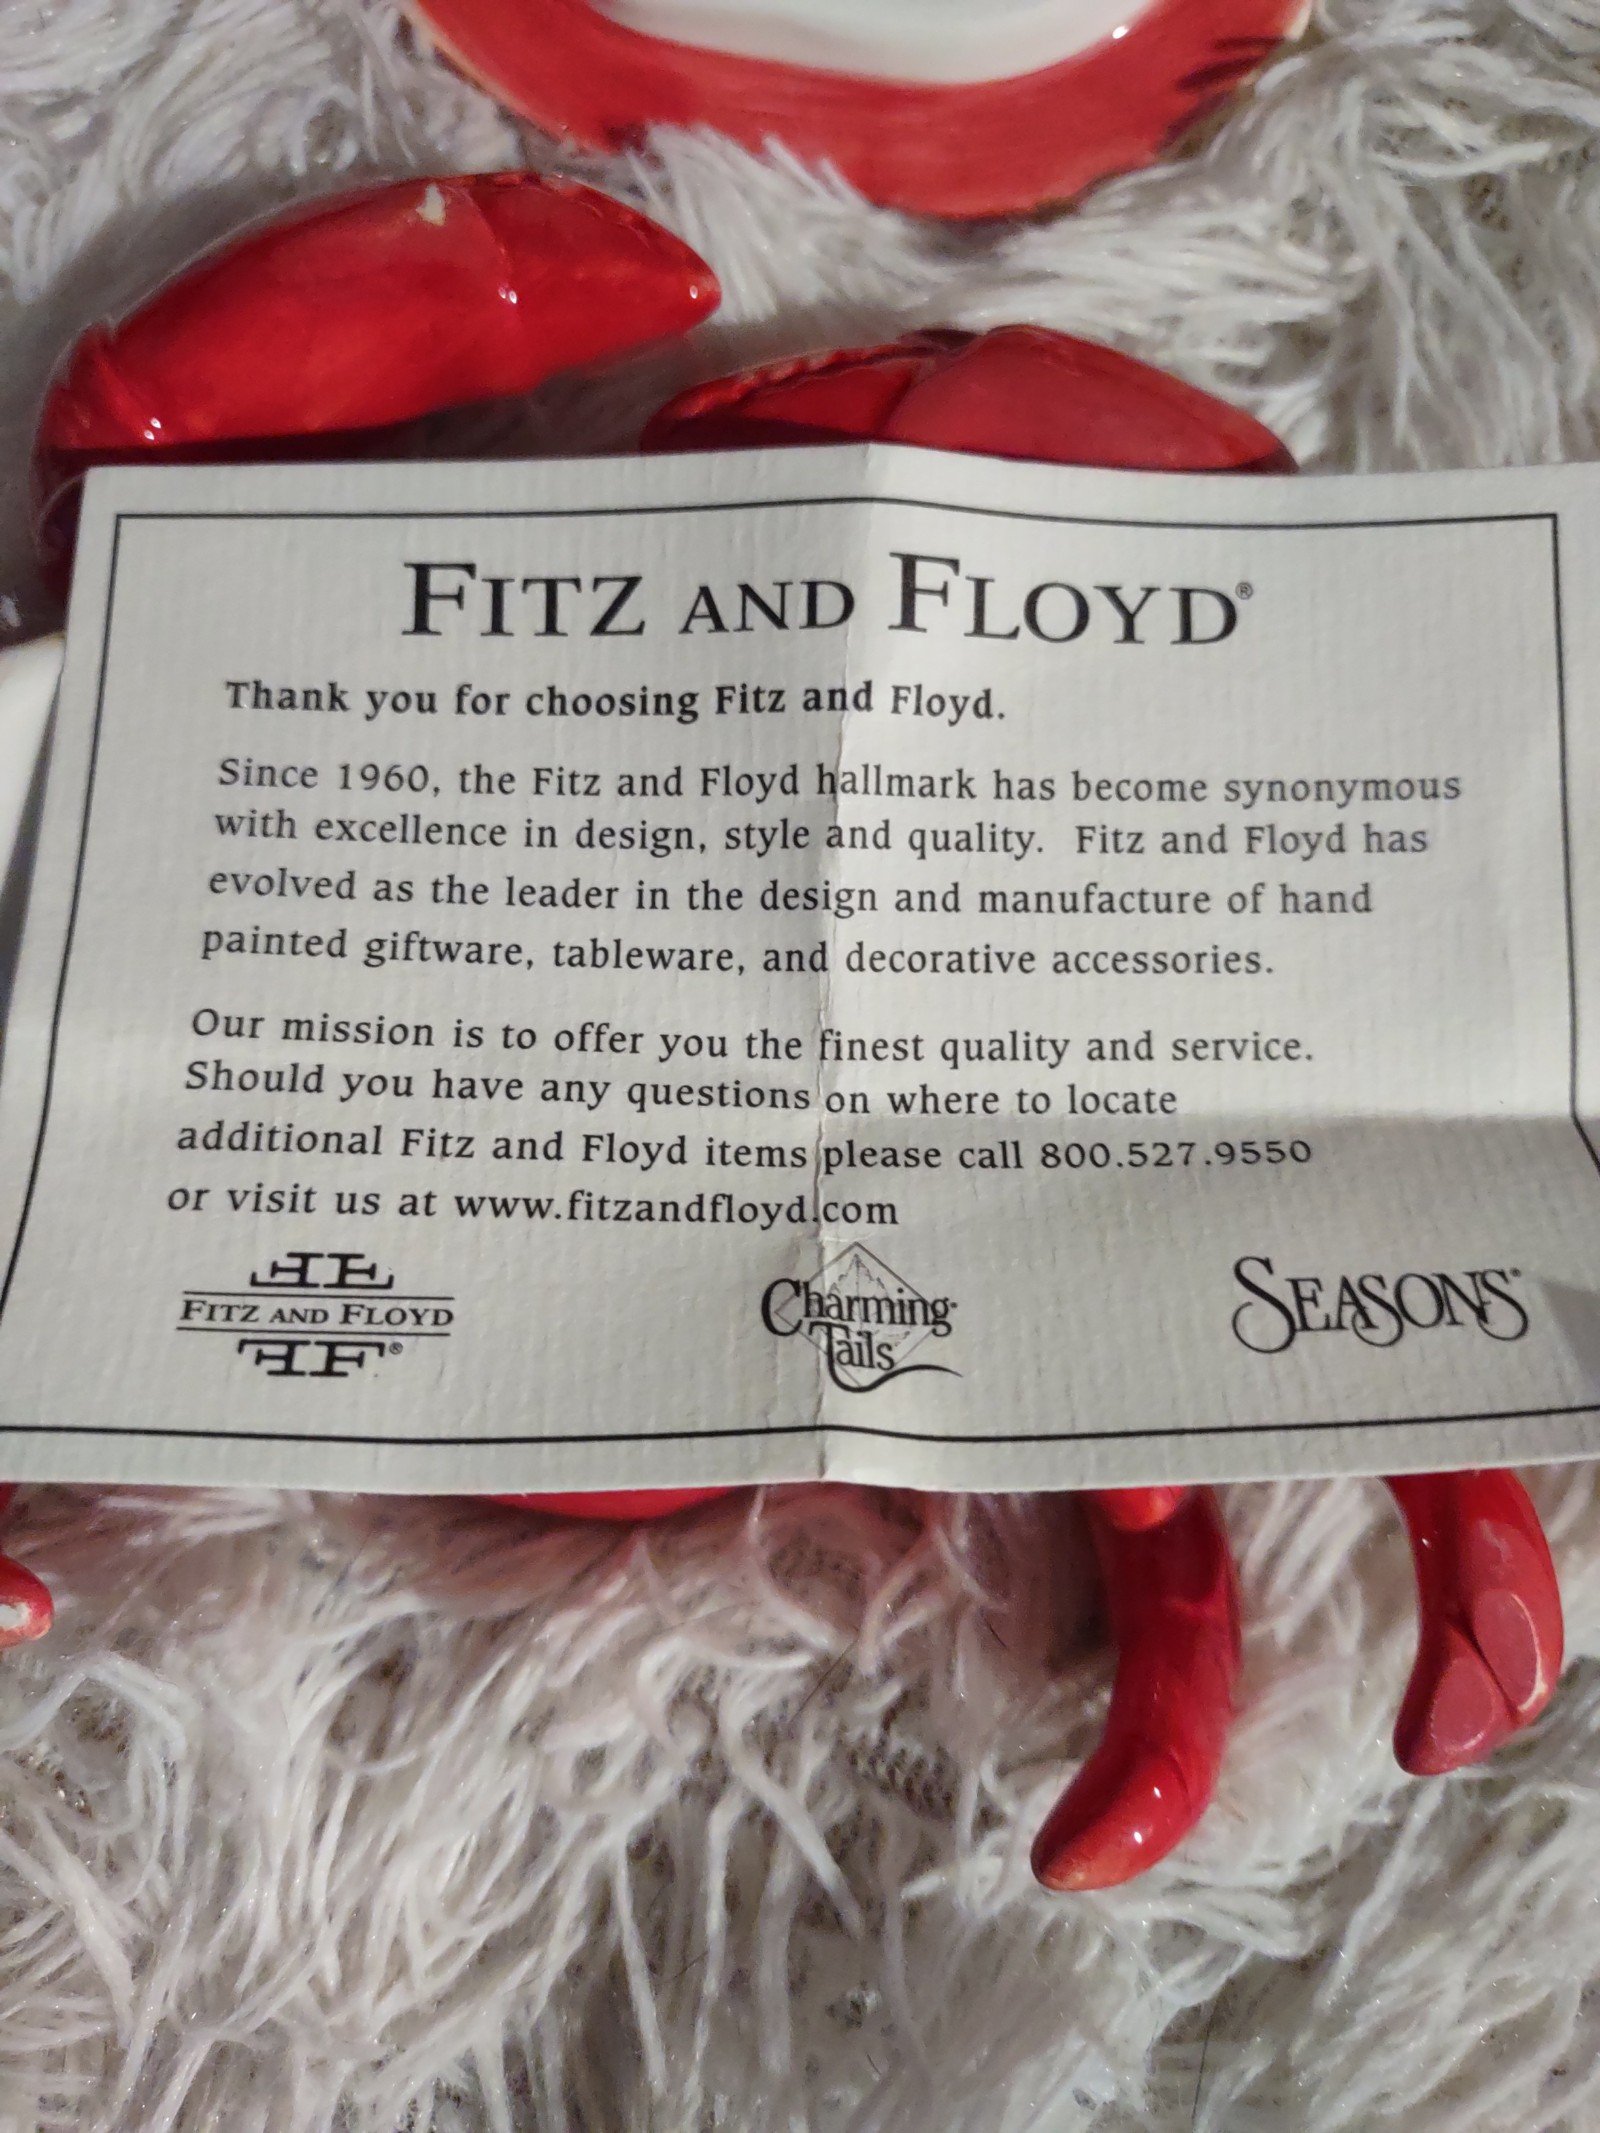 FITZ AND FLOYD®
Thank you for choosing Fitz and Floyd.
Since 1960, the Fitz and Floyd hallmark has become synonymous
with excellence in design, style and quality. Fitz and Floyd has
evolved as the leader in the design and manufacture of hand
painted giftware, tableware, and decorative accessories.
Our mission is to offer you the finest quality and service.
Should you have any questions on where to locate
additional Fitz and Floyd items please call 800.527.9550
or visit us at www.fitzandfloyd.com
FF
FITZ AND FLOYD
FF®
Charming
Tails
SEASONS